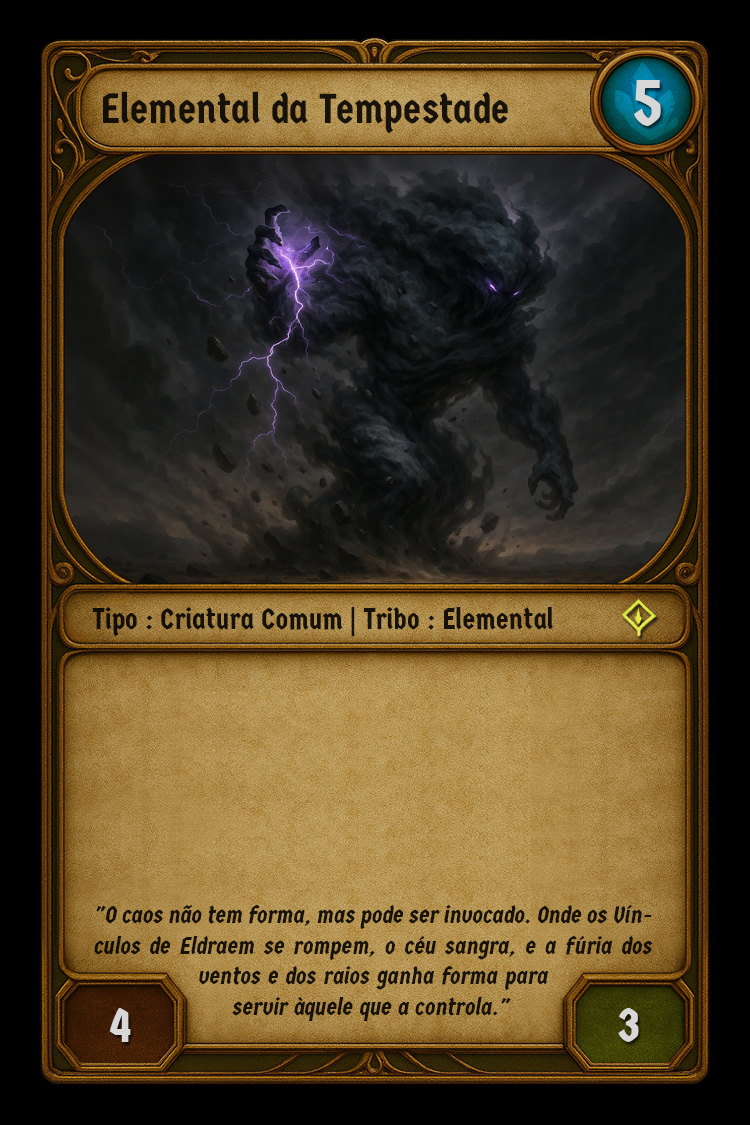 Elemental da Tempestade
5
Tipo : Criatura Comum | Tribo : Elemental
"O caos não tem forma, mas pode ser invocado. Onde os Vín-
culos de Eldraem se rompem, o céu sangra, e a fúria dos
ventos e dos raios ganha forma para
servir àquele que a controla."
4
3